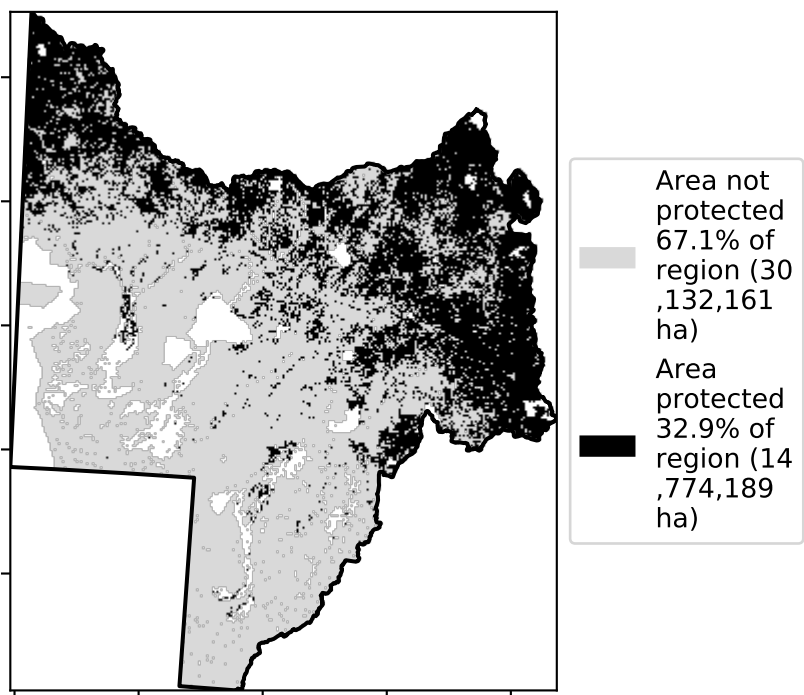 Area not
protected
67.1% of
region (30
,132,161
ha)
Area
protected
32.9% of
region (14
,774,189
ha)